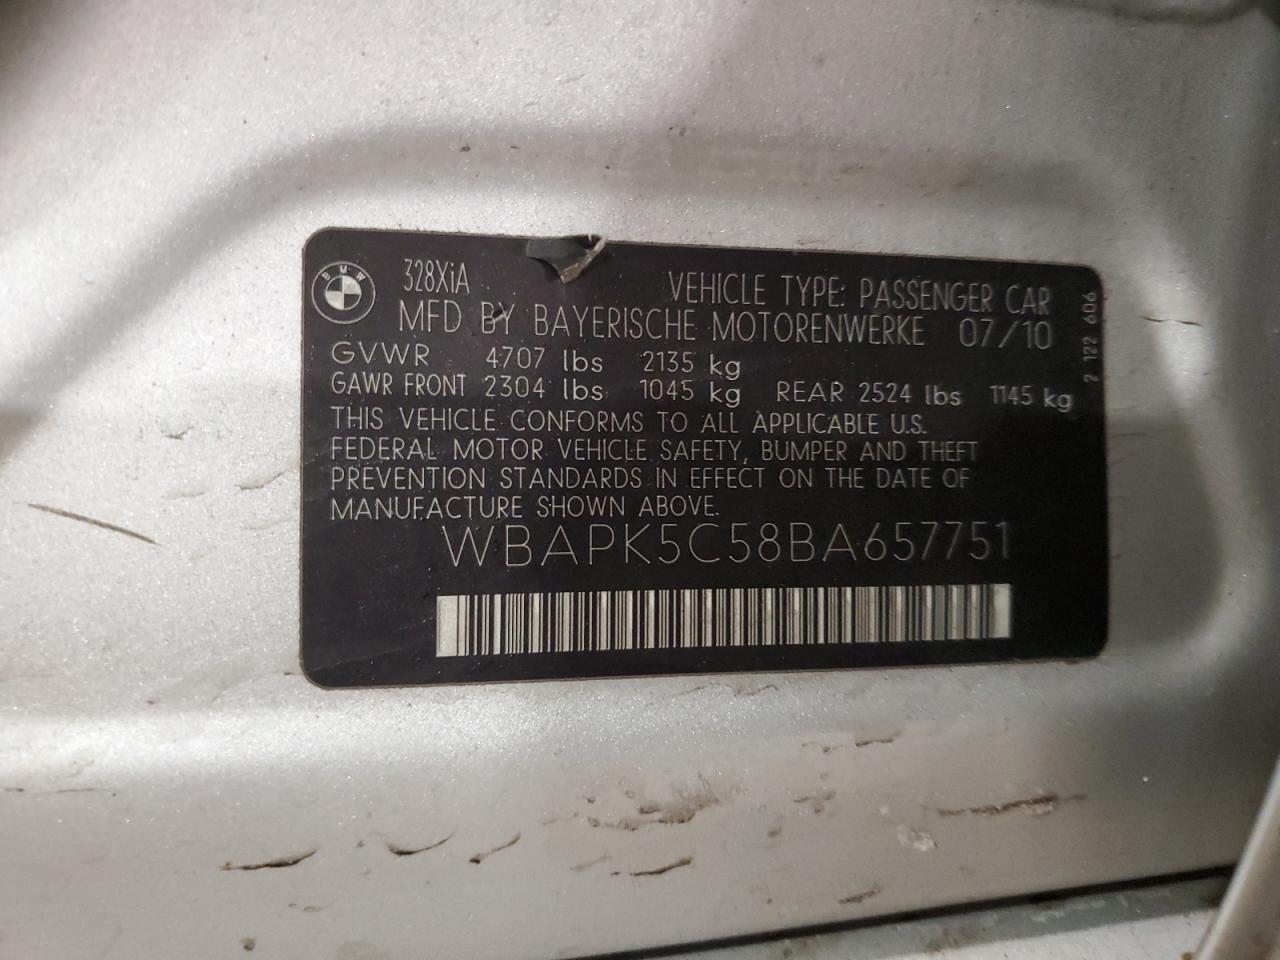 BMW
328XiA
VEHICLE TYPE: PASSENGER CAR
MFD BY BAYERISCHE MOTORENWERKE 07/10
GVWR 4707 lbs 2135 kg
GAWR FRONT 2304 lbs 1045 kg REAR 2524 lbs 1145 kg
THIS VEHICLE CONFORMS TO ALL APPLICABLE U.S.
FEDERAL MOTOR VEHICLE SAFETY, BUMPER AND THEFT
PREVENTION STANDARDS IN EFFECT ON THE DATE OF
MANUFACTURE SHOWN ABOVE.
WBAPK5C58BA657751
2 122 606